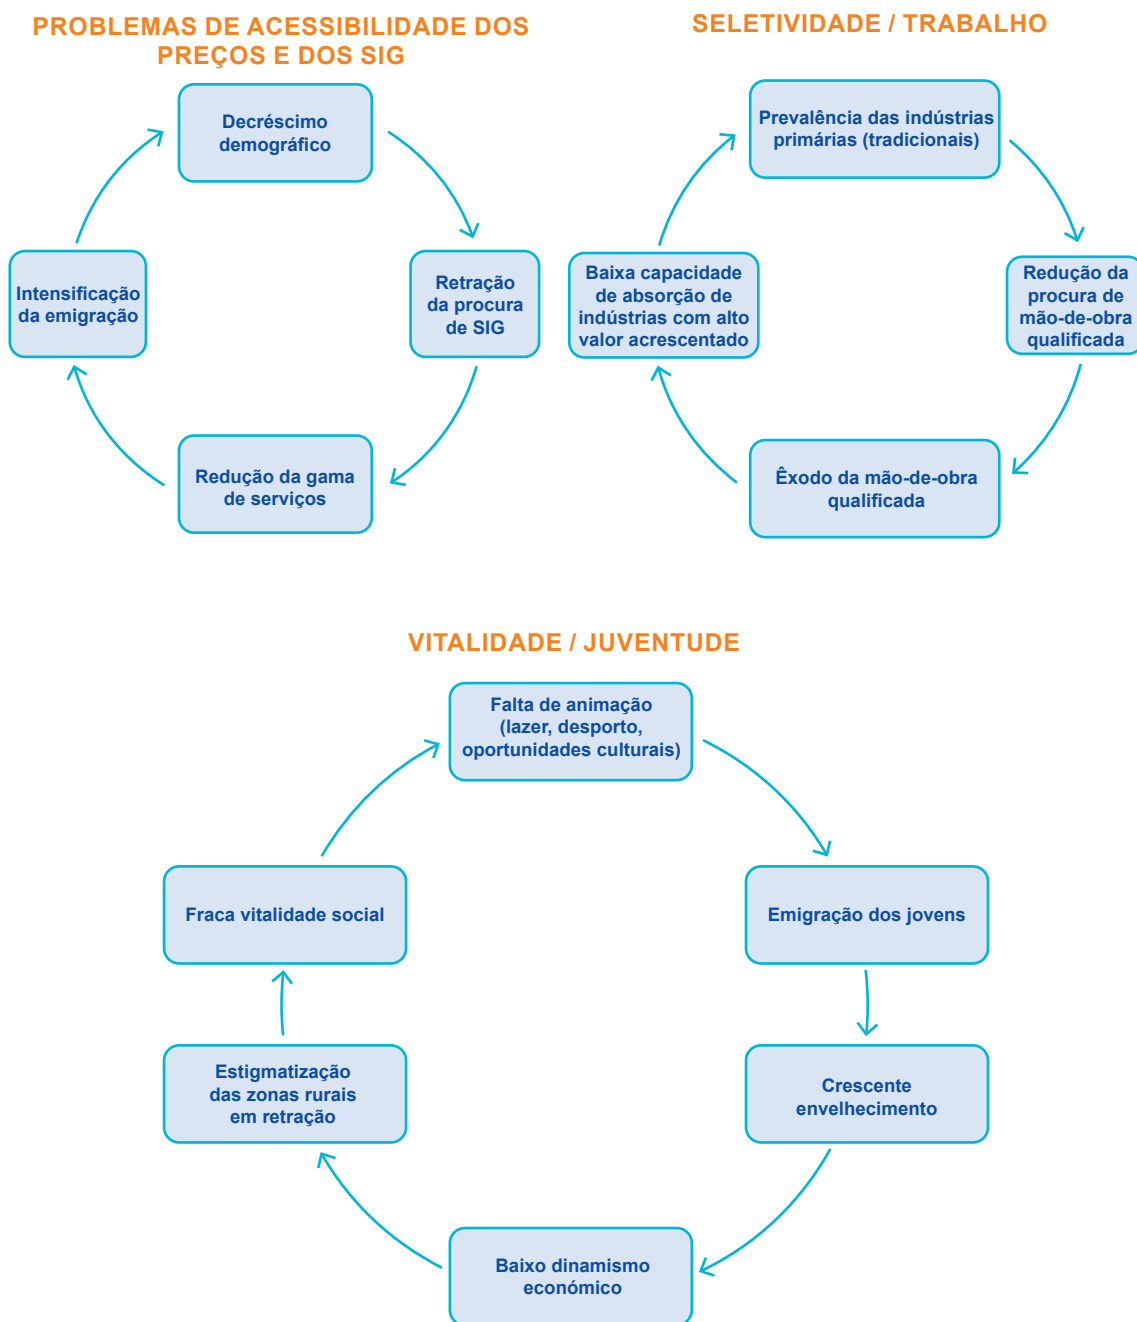 PROBLEMAS DE ACESSIBILIDADE DOS
PREÇOS E DOS SIG
Decréscimo
demográfico
Retração
da procura
de SIG
Redução da gama
de serviços
Intensificação
da emigração
SELETIVIDADE / TRABALHO
Prevalência das indústrias
primárias (tradicionais)
Redução da
procura de
mão-de-obra
qualificada
Êxodo da mão-de-obra
qualificada
Baixa capacidade
de absorção de
indústrias com alto
valor acrescentado
VITALIDADE / JUVENTUDE
Falta de animação
(lazer, desporto,
oportunidades culturais)
Emigração dos jovens
Crescente
envelhecimento
Baixo dinamismo
económico
Estigmatização
das zonas rurais
em retração
Fraca vitalidade social